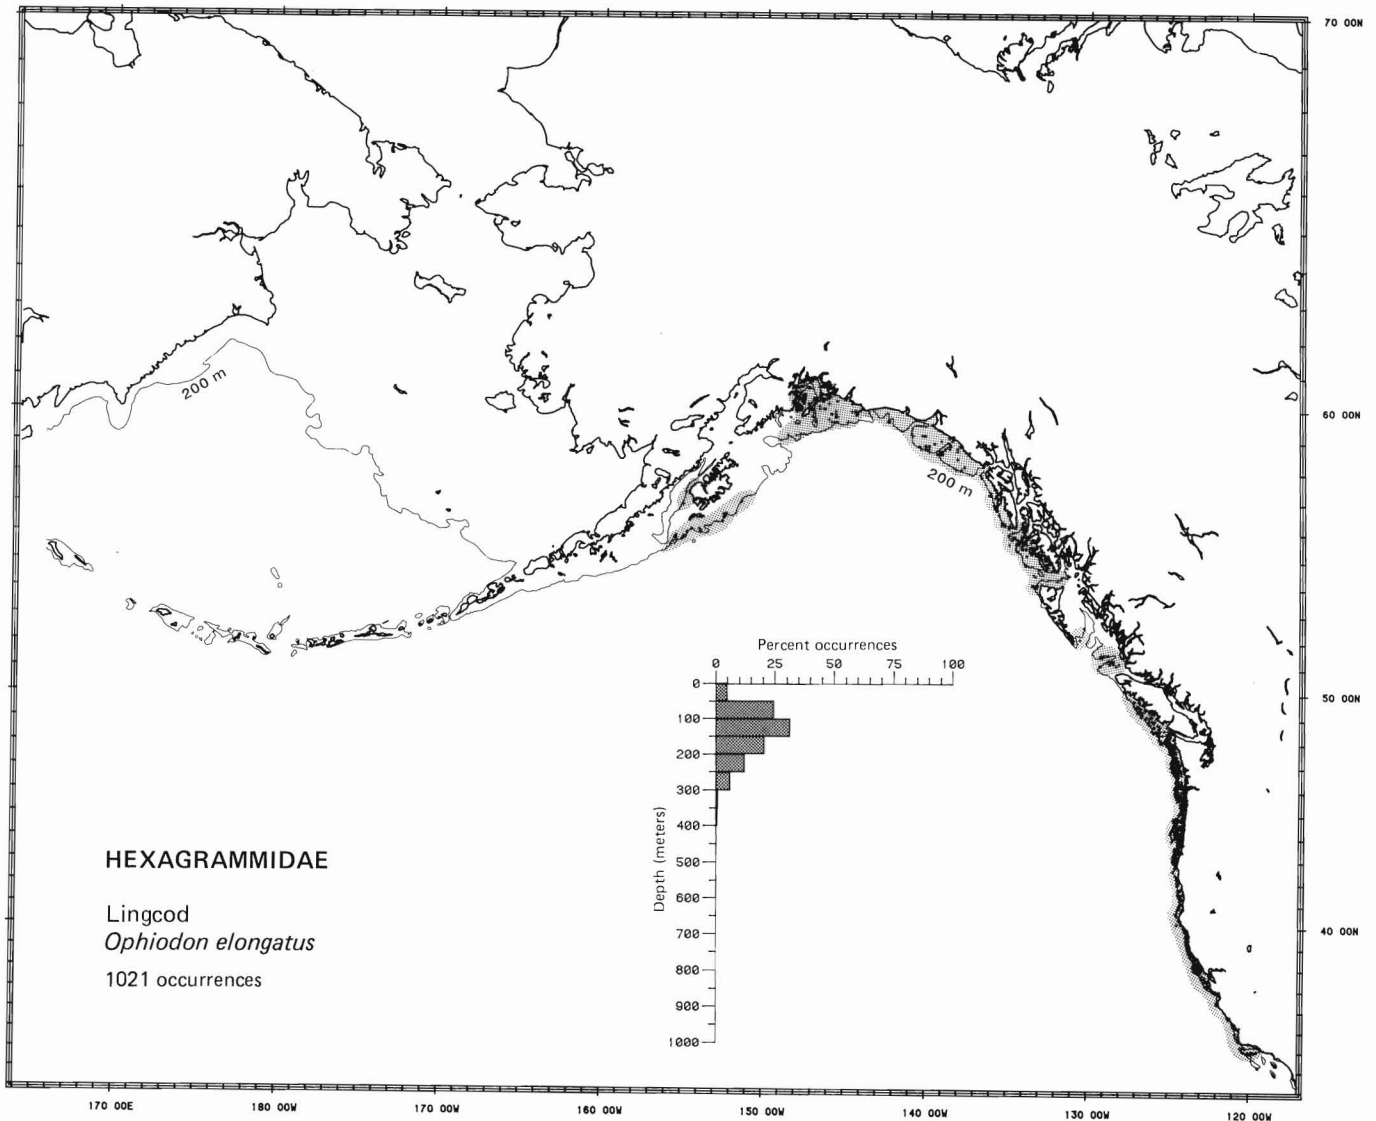 70 00N
200 m
60 00N
200 m
Percent occurrences
0 25 50 75 100
50 00N
0
100
200
300
400
500
600
700
800
900
1000
Depth (meters)
40 00N
HEXAGRAMMIDAE
Lingcod
Ophiodon elongatus
1021 occurrences
170 00E 180 00W 170 00W 160 00W 150 00W 140 00W 130 00W 120 00W